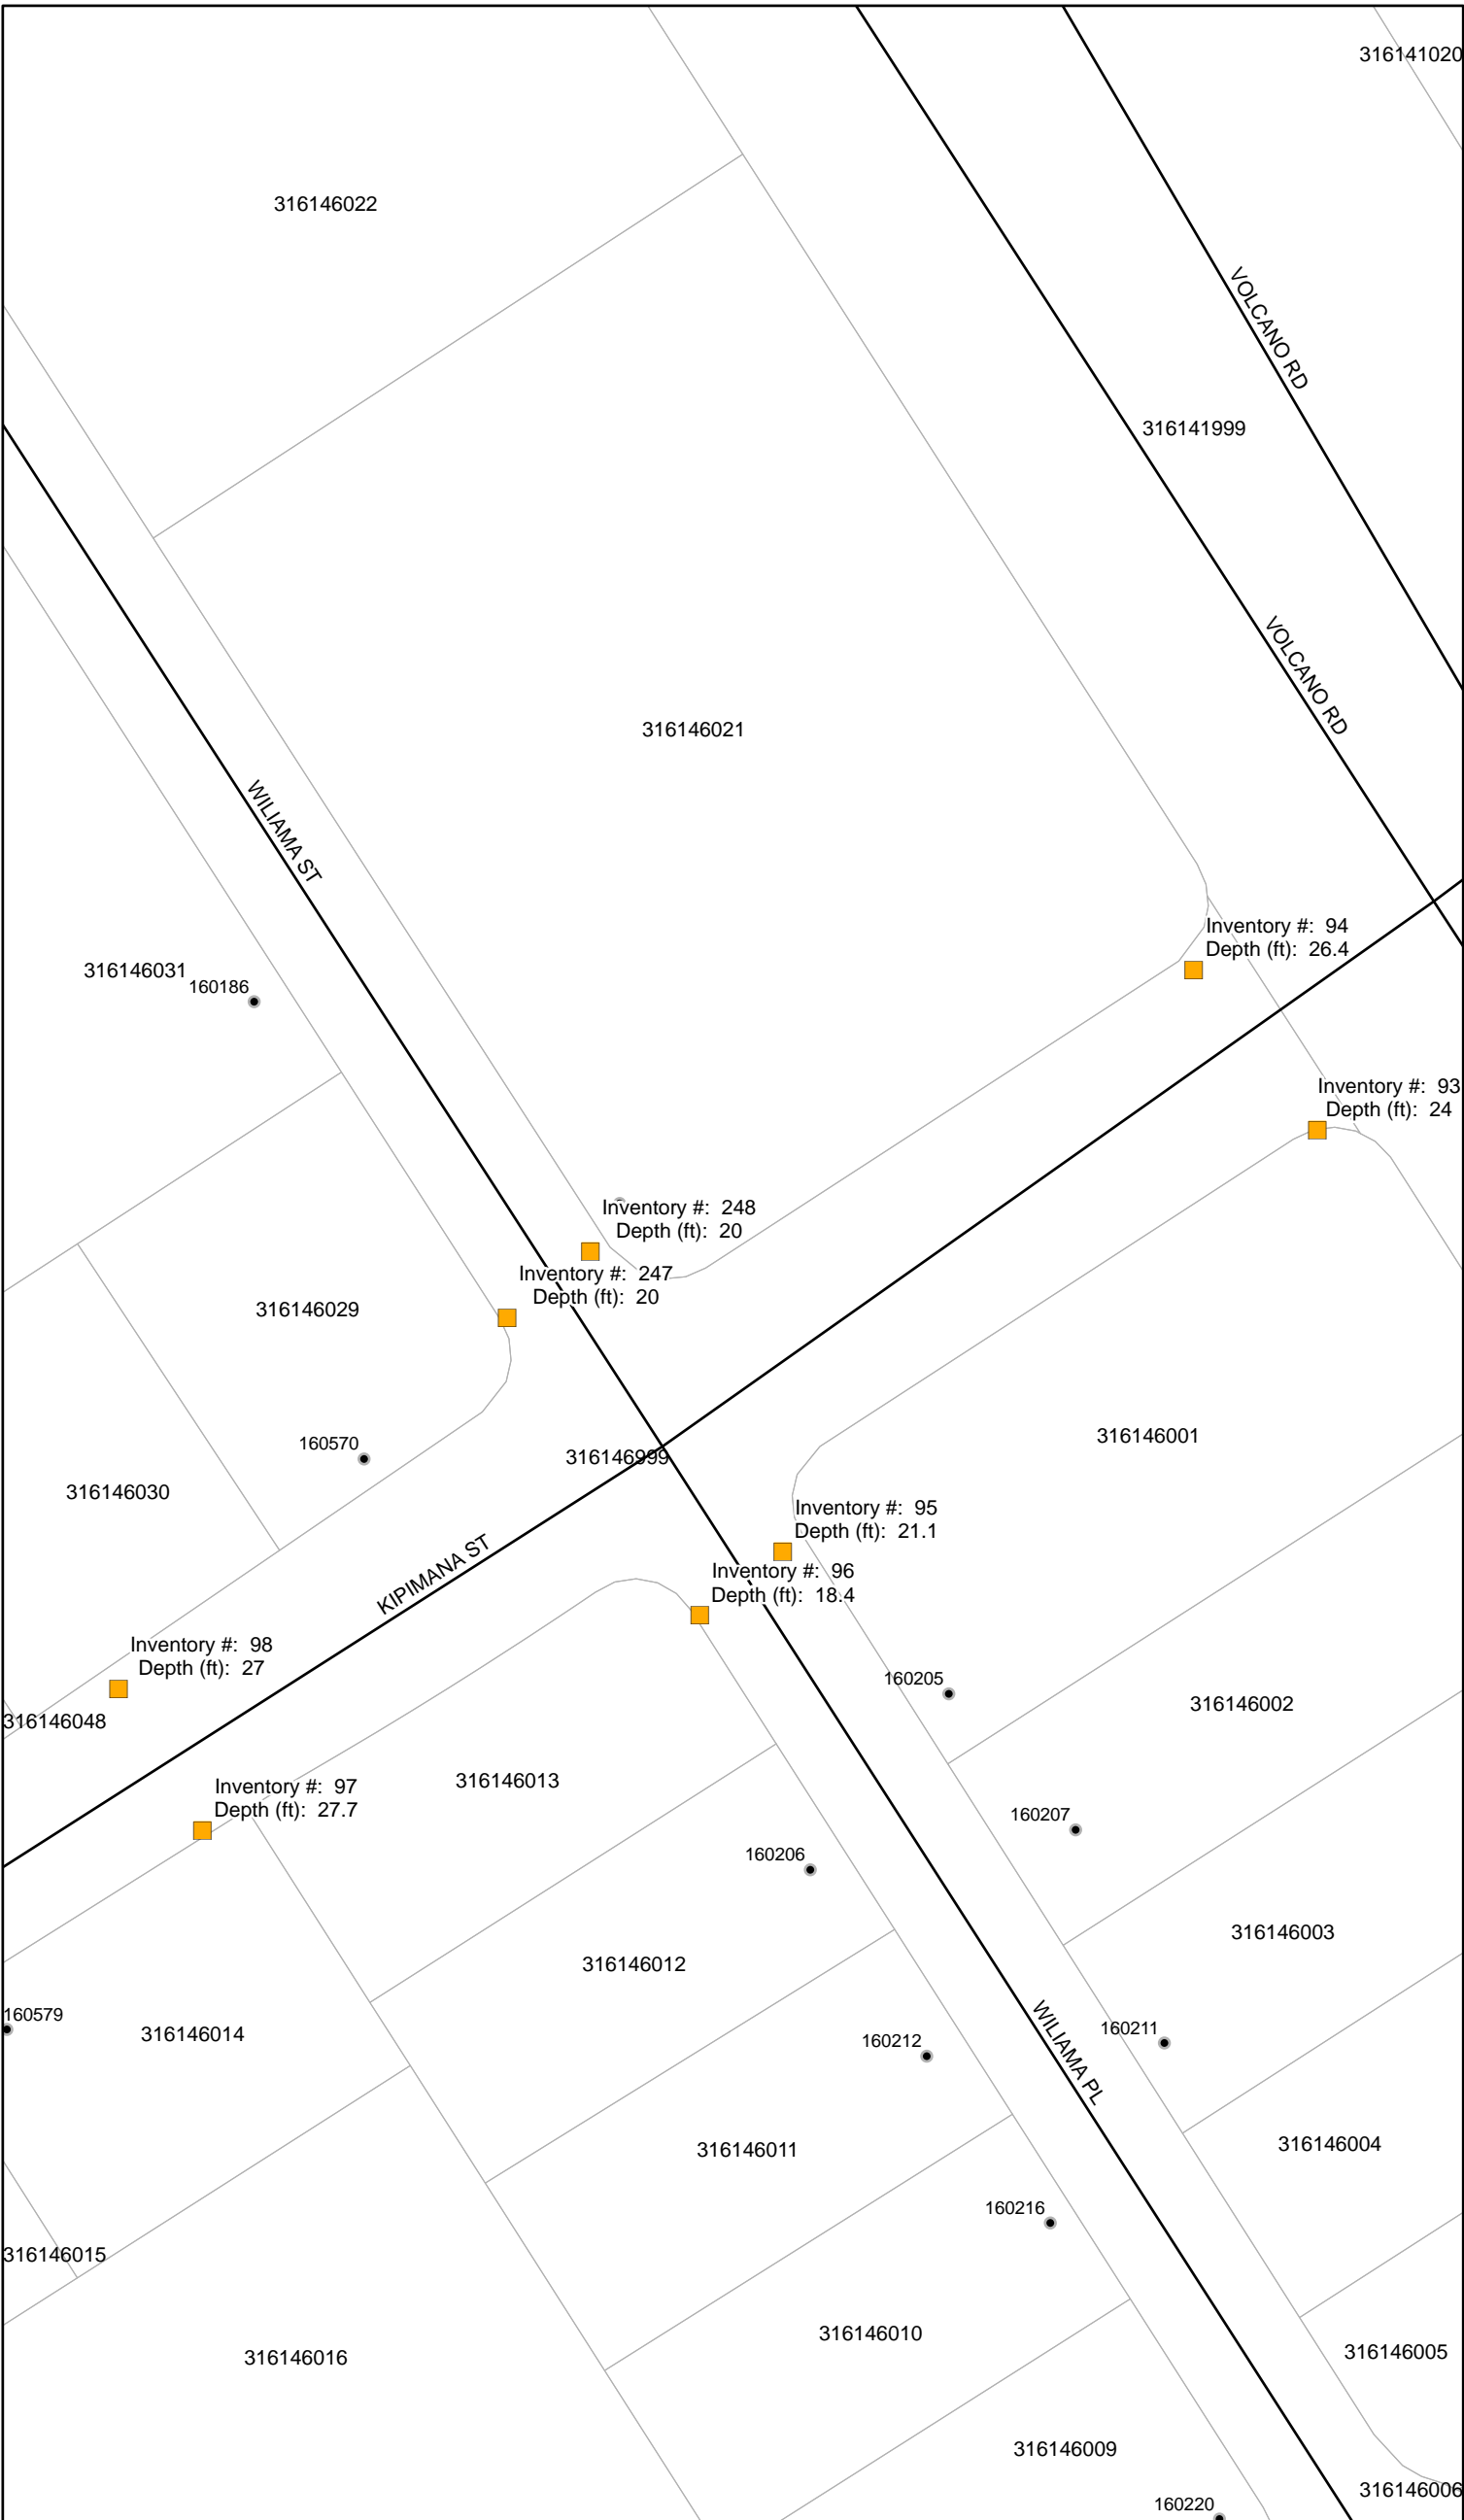 316141020
316146022
VOLCANO RD
316141999
VOLCANO RD
316146021
WILIAMA ST
Inventory #: 94
Depth (ft): 26.4
316146031
160186
Inventory #: 93
Depth (ft): 24
Inventory #: 248
Depth (ft): 20
Inventory #: 247
Depth (ft): 20
316146029
316146001
160570
316146999
316146030
Inventory #: 95
Depth (ft): 21.1
KIPIMANA ST
Inventory #: 96
Depth (ft): 18.4
Inventory #: 98
Depth (ft): 27
160205
316146002
316146048
316146013
Inventory #: 97
Depth (ft): 27.7
160207
160206
316146003
316146012
160579
316146014
160212
160211
WILIAMA PL
316146011
316146004
160216
316146015
316146010
316146005
316146016
316146009
316146006
160220